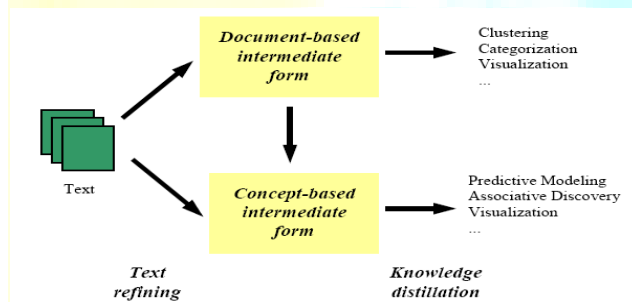 Document-based
intermediate
form
Clustering
Categorization
Visualization
...
Text
Concept-based
intermediate
form
Predictive Modeling
Associative Discovery
Visualization
...
Text
refining
Knowledge
distillation